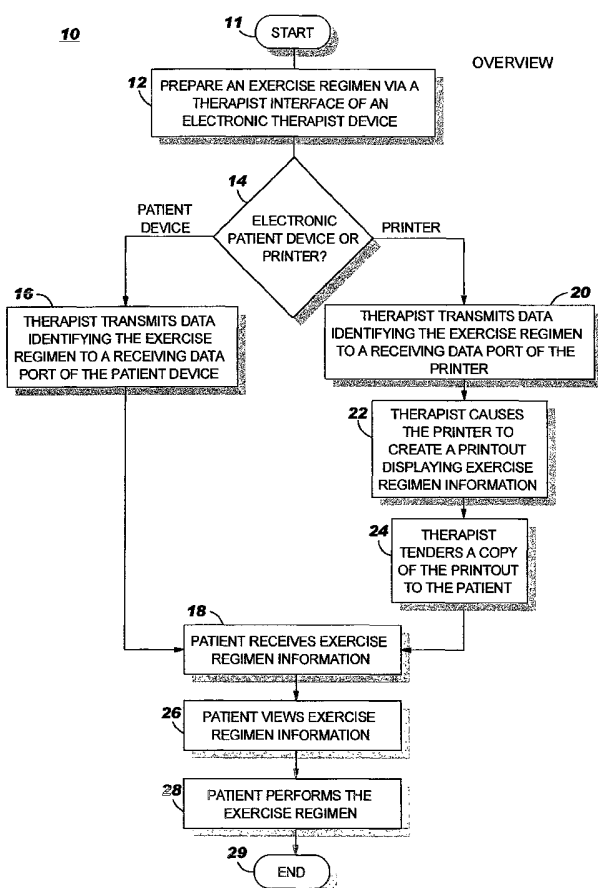 10
11
START
OVERVIEW
12
PREPARE AN EXERCISE REGIMEN VIA A
THERAPIST INTERFACE OF AN
ELECTRONIC THERAPIST DEVICE
14
PATIENT
DEVICE
ELECTRONIC
PATIENT DEVICE OR
PRINTER?
PRINTER
16
THERAPIST TRANSMITS DATA
IDENTIFYING THE EXERCISE
REGIMEN TO A RECEIVING DATA
PORT OF THE PATIENT DEVICE
20
THERAPIST TRANSMITS DATA
IDENTIFYING THE EXERCISE REGIMEN
TO A RECEIVING DATA PORT OF THE
PRINTER
22
THERAPIST CAUSES
THE PRINTER TO
CREATE A PRINTOUT
DISPLAYING EXERCISE
REGIMEN INFORMATION
24
THERAPIST
TENDERS A COPY
OF THE PRINTOUT
TO THE PATIENT
18
PATIENT RECEIVES EXERCISE
REGIMEN INFORMATION
26
PATIENT VIEWS EXERCISE
REGIMEN INFORMATION
28
PATIENT PERFORMS THE
EXERCISE REGIMEN
29
END